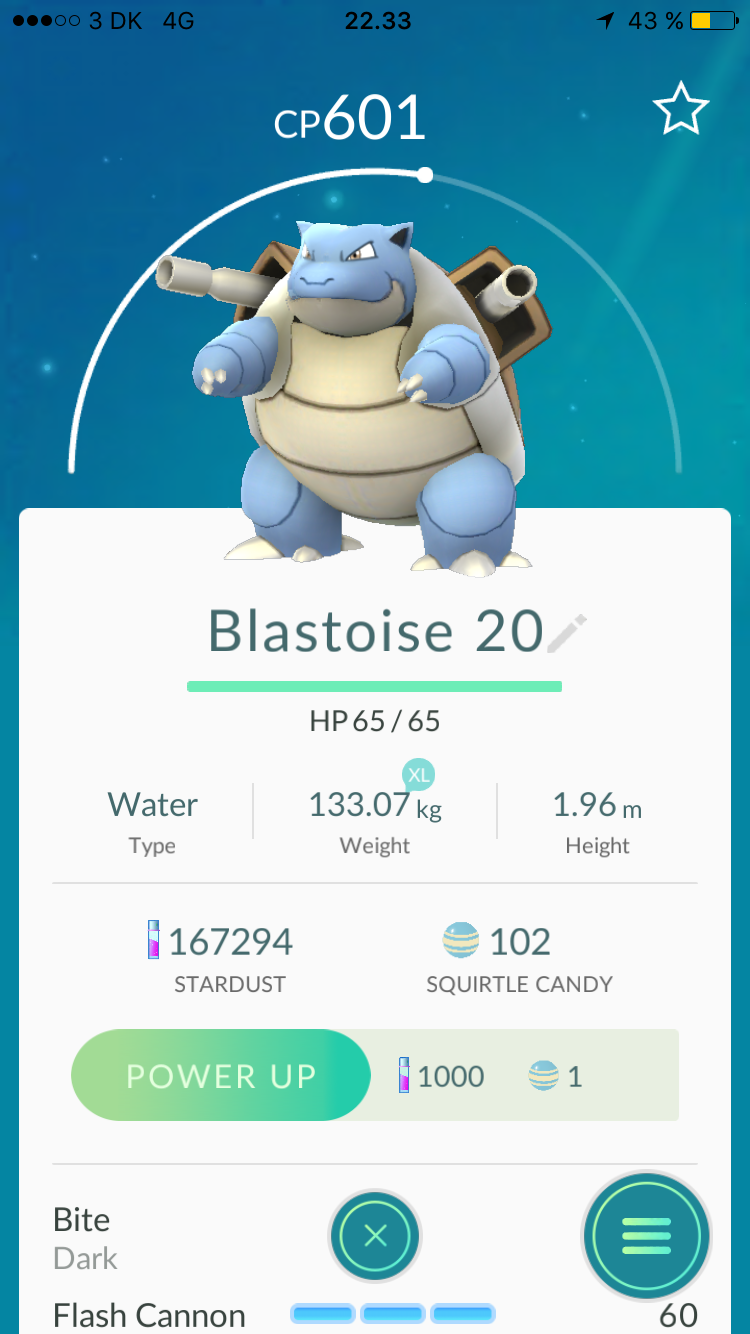 3 DK 4G 22.33 43 %
CP601
Blastoise 20
HP 65 / 65
XL
Water 133.07 kg 1.96 m
Type Weight Height
167294 102
STARDUST SQUIRTLE CANDY
POWER UP 1000 1
Bite
Dark
Flash Cannon 60